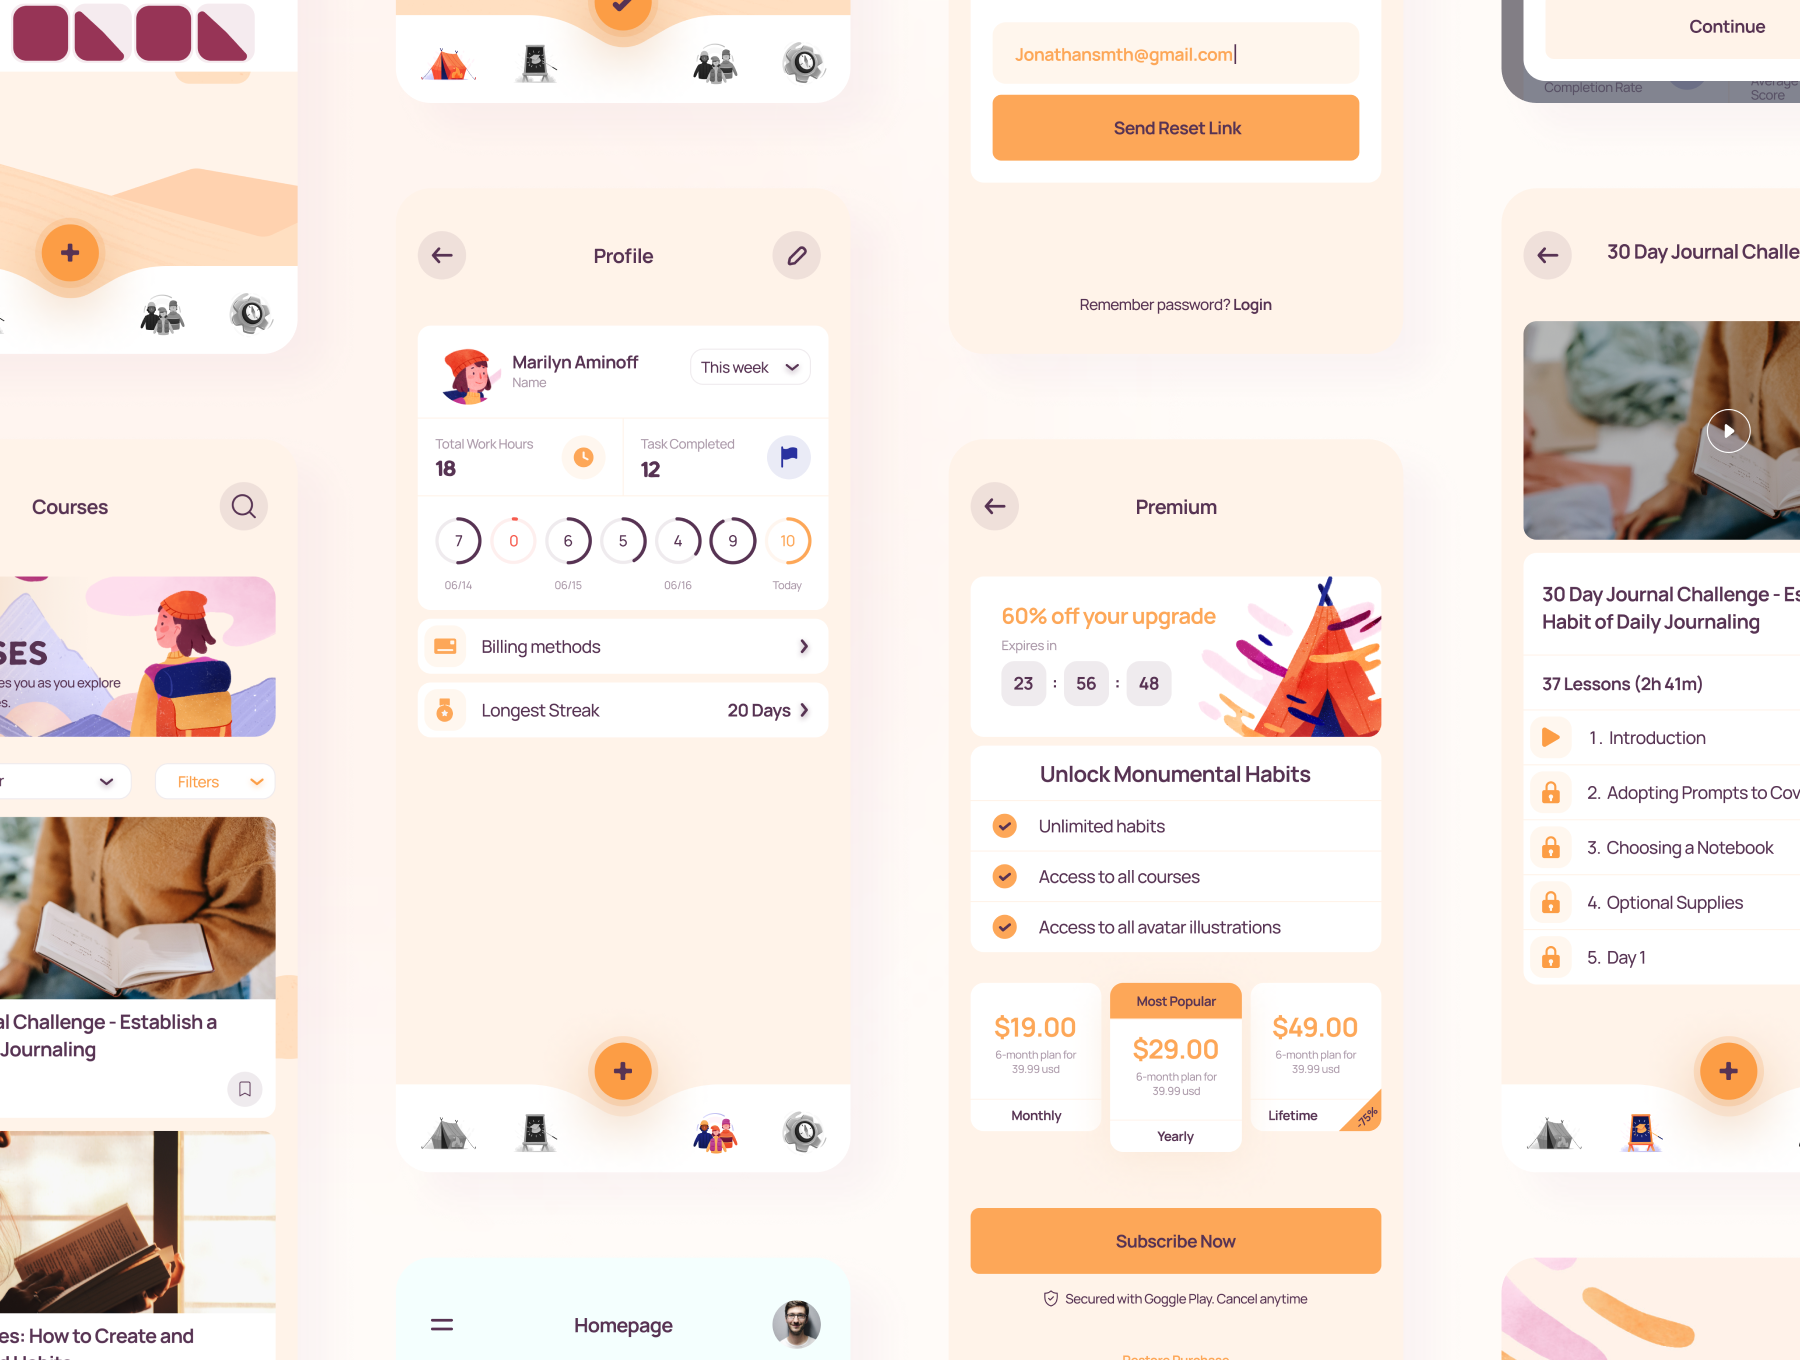 Courses
SES
es you as you explore
es.
r
Filters
al Challenge - Establish a
Journaling
es: How to Create and
Profile
Marilyn Aminoff
Name
This week
Total Work Hours
18
Task Completed
12
7
0
6
5
4
9
10
06/14
06/15
06/16
Today
Billing methods
Longest Streak
20 Days
Homepage
Jonathansmth@gmail.com
Send Reset Link
Remember password? Login
Premium
60% off your upgrade
Expires in
23 : 56 : 48
Unlock Monumental Habits
Unlimited habits
Access to all courses
Access to all avatar illustrations
$19.00
6-month plan for
39.99 usd
Monthly
Most Popular
$29.00
6-month plan for
39.99 usd
Yearly
$49.00
6-month plan for
39.99 usd
Lifetime
-75%
Subscribe Now
Secured with Goggle Play. Cancel anytime
Restore Purchase
Continue
Completion Rate
Average
Score
30 Day Journal Challe
30 Day Journal Challenge - Es
Habit of Daily Journaling
37 Lessons (2h 41m)
1. Introduction
2. Adopting Prompts to Cov
3. Choosing a Notebook
4. Optional Supplies
5. Day 1